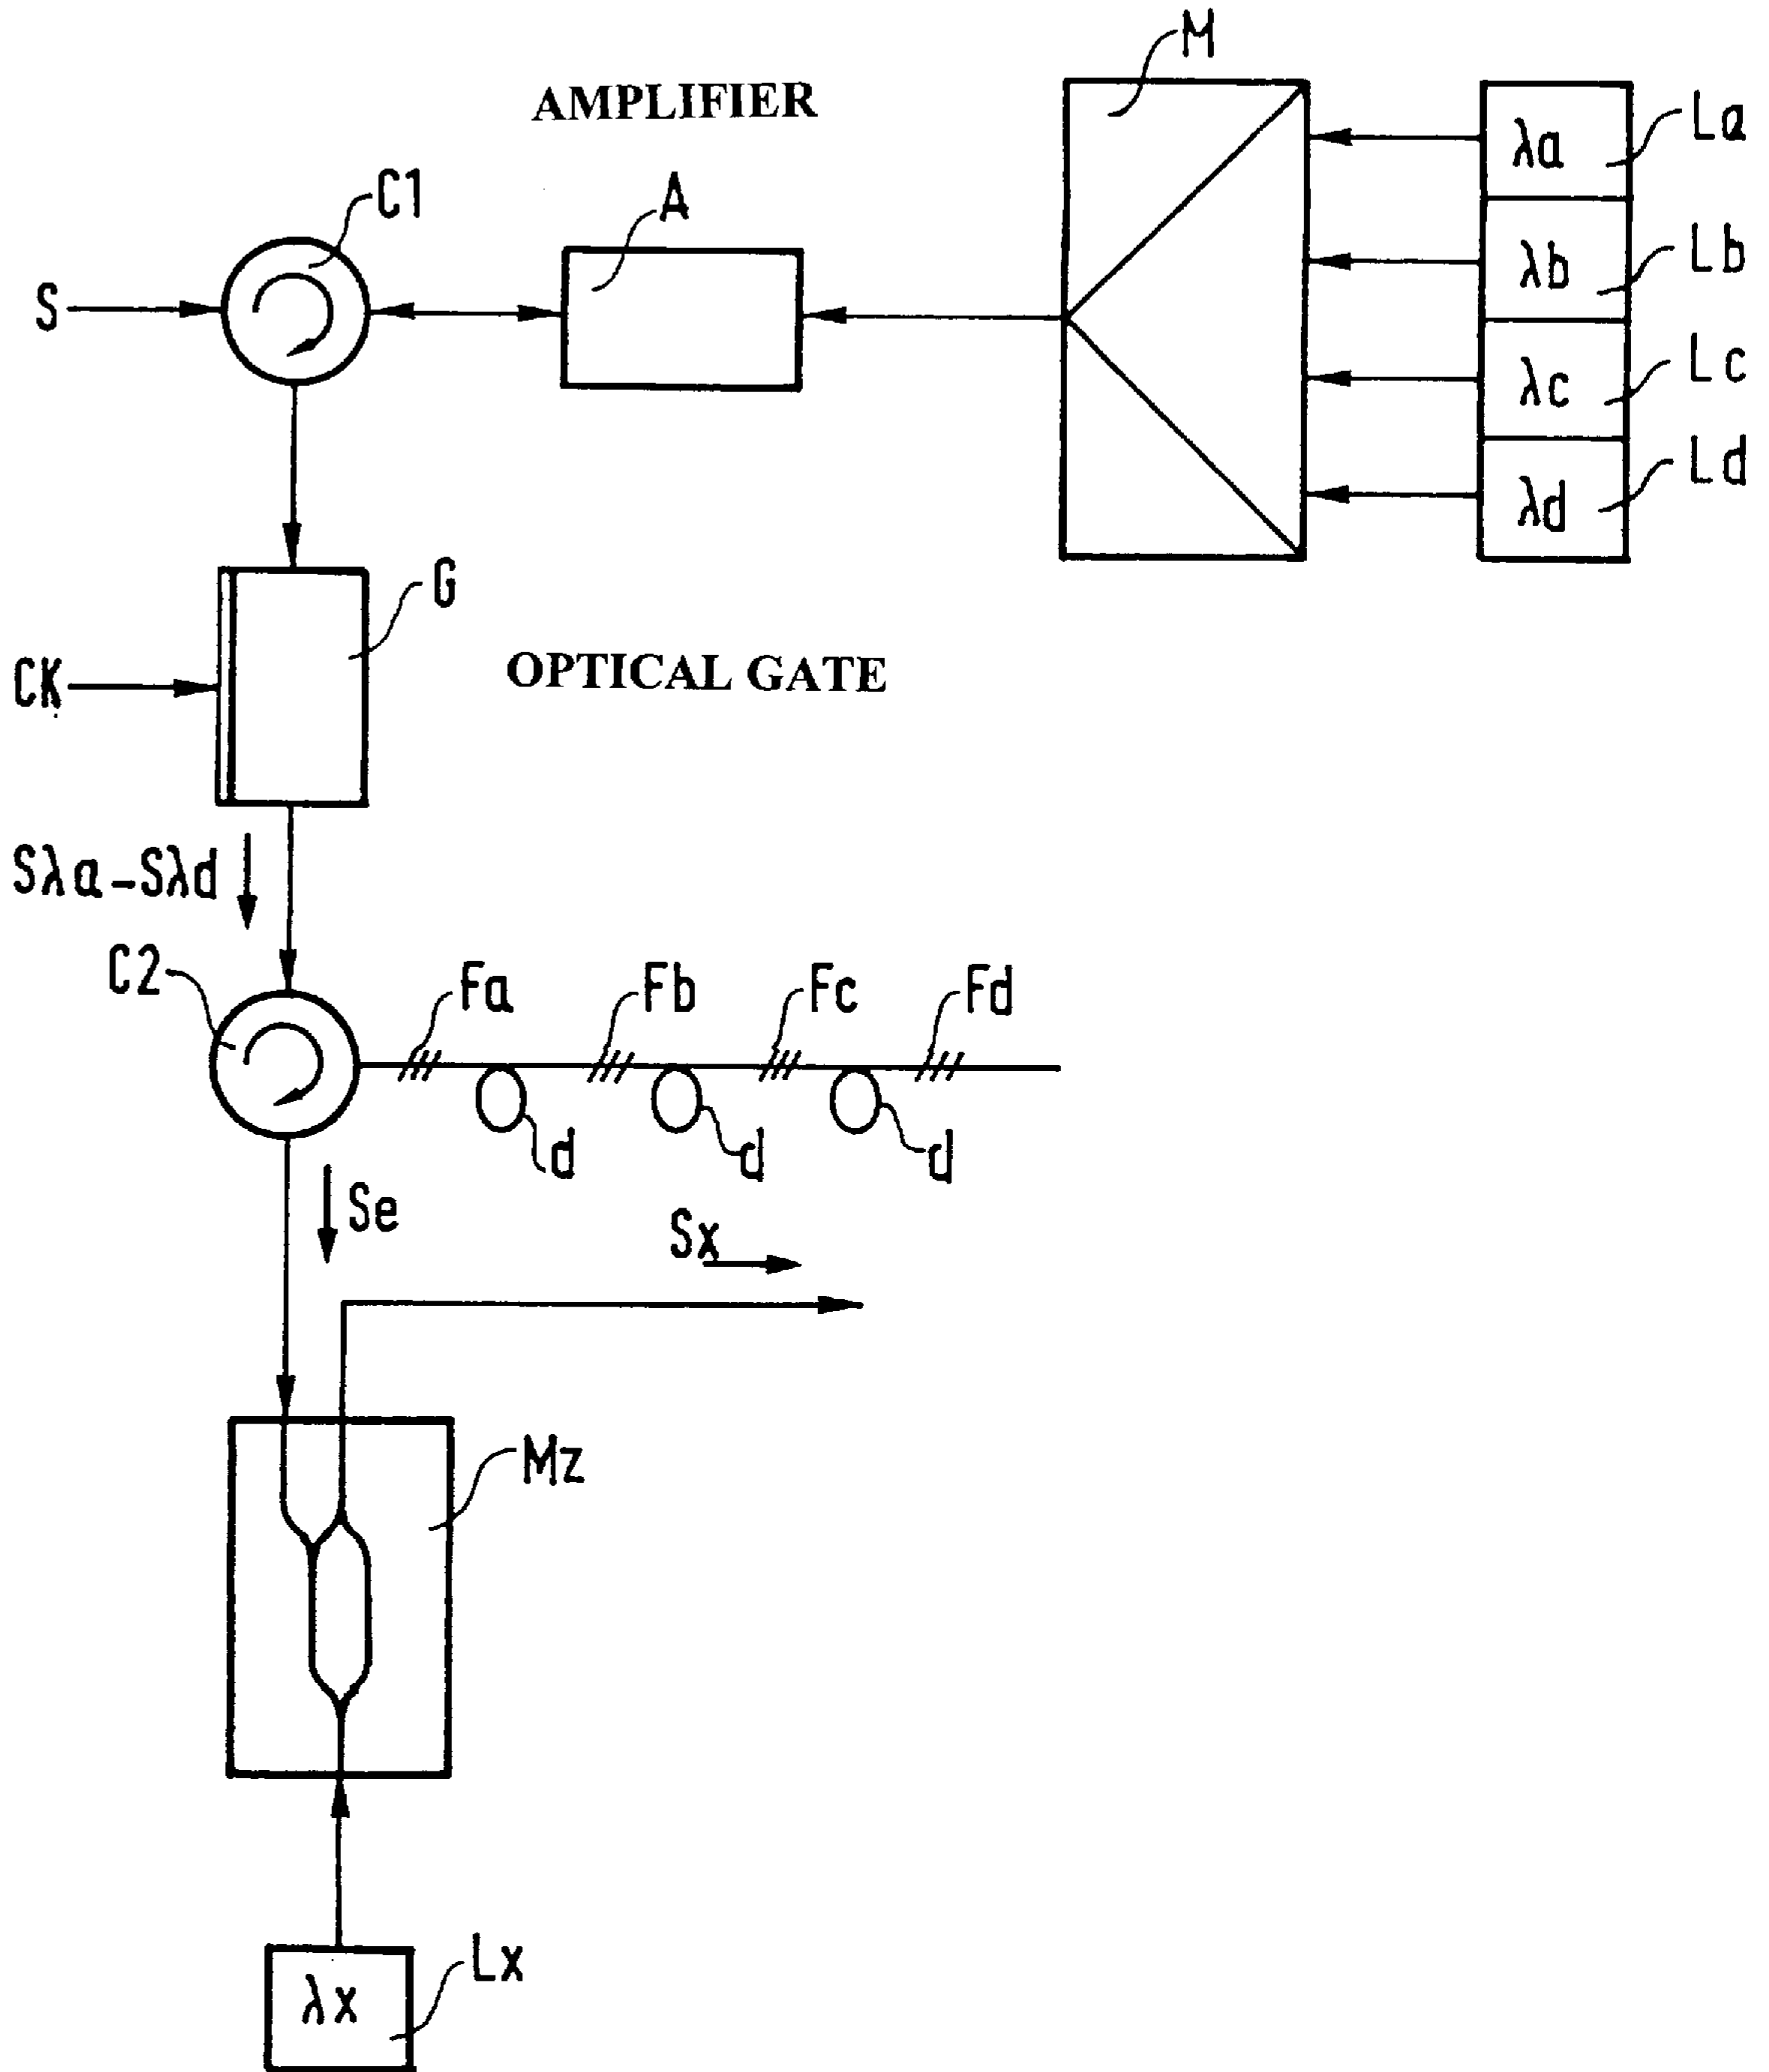 M
AMPLIFIER
λa La
C1
A
λb Lb
S
λc Lc
λd Ld
G
CK
OPTICAL GATE
Sλa-Sλd
C2
Fa Fb Fc Fd
d d d
Se
Sx
Mz
λx Lx